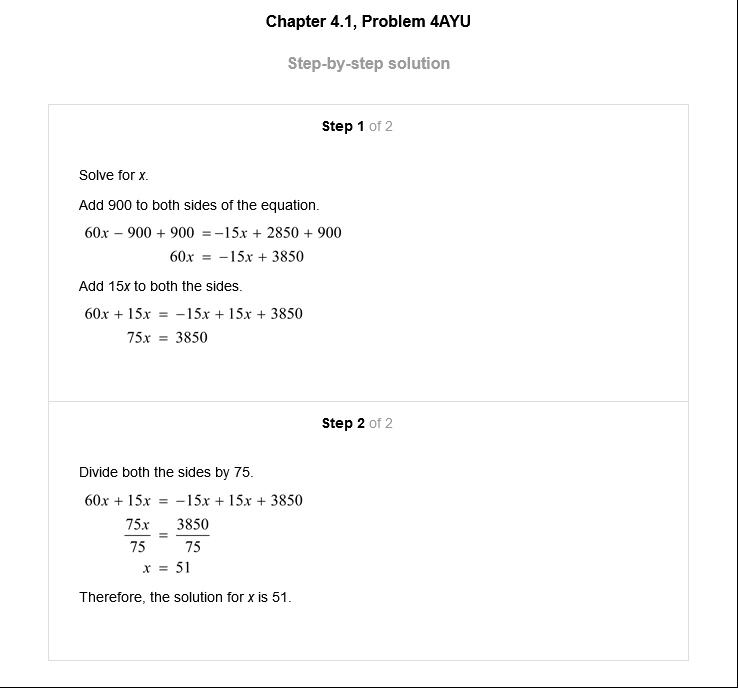 Chapter 4.1, Problem 4AYU
Step-by-step solution
Step 1 of 2
Solve for x.
Add 900 to both sides of the equation.
60x − 900 + 900 = −15x + 2850 + 900
60x = −15x + 3850
Add 15x to both the sides.
60x + 15x = −15x + 15x + 3850
75x = 3850
Step 2 of 2
Divide both the sides by 75.
60x + 15x = −15x + 15x + 3850
75x/75 = 3850/75
x = 51
Therefore, the solution for x is 51.